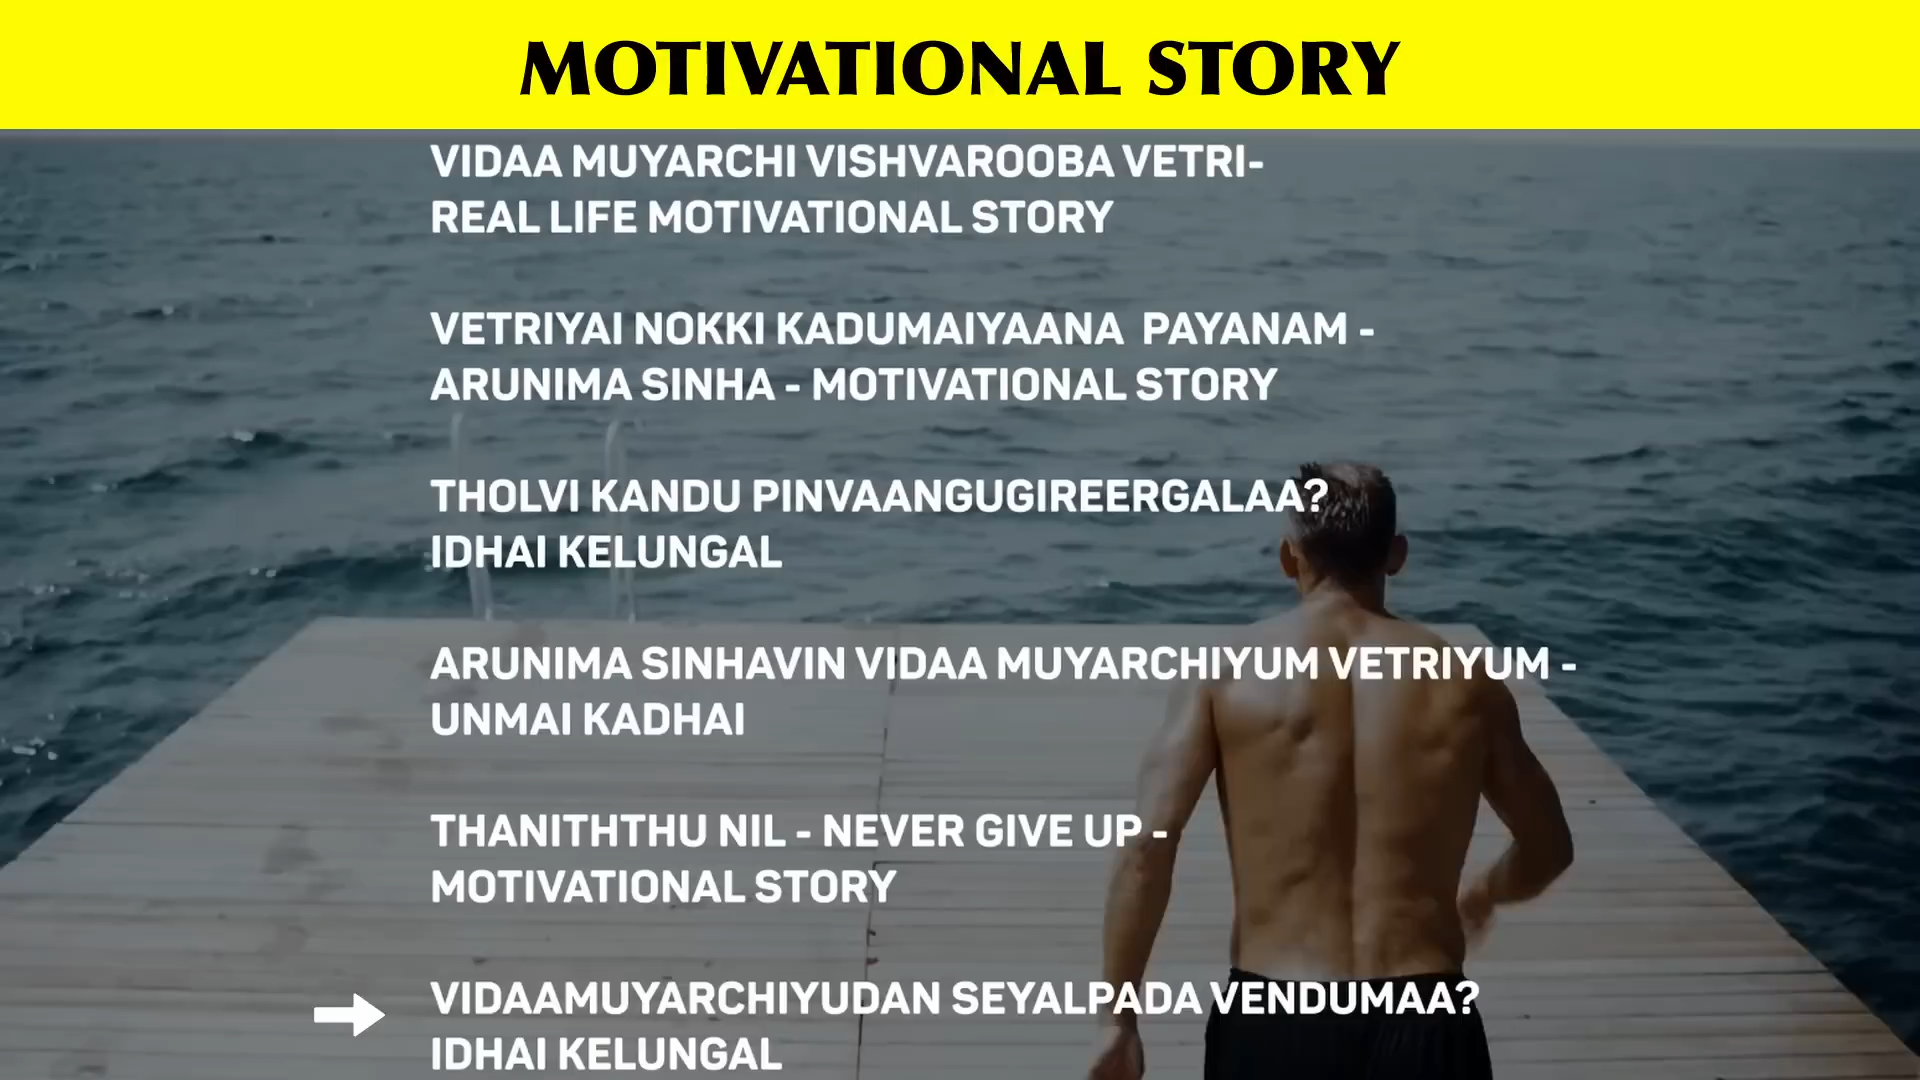 MOTIVATIONAL STORY
VIDAA MUYARCHI VISHVAROOBA VETRI-
REAL LIFE MOTIVATIONAL STORY
VETRIYAI NOKKI KADUMAIYAANA PAYANAM -
ARUNIMA SINHA - MOTIVATIONAL STORY
THOLVI KANDU PINVAANGUGIREERGALAA?
IDHAI KELUNGAL
ARUNIMA SINHAVIN VIDAA MUYARCHIYUM VETRIYUM -
UNMAI KADHAI
THANITHTHU NIL - NEVER GIVE UP -
MOTIVATIONAL STORY
VIDAAMUYARCHIYUDAN SEYALPADA VENDUMAA?
IDHAI KELUNGAL